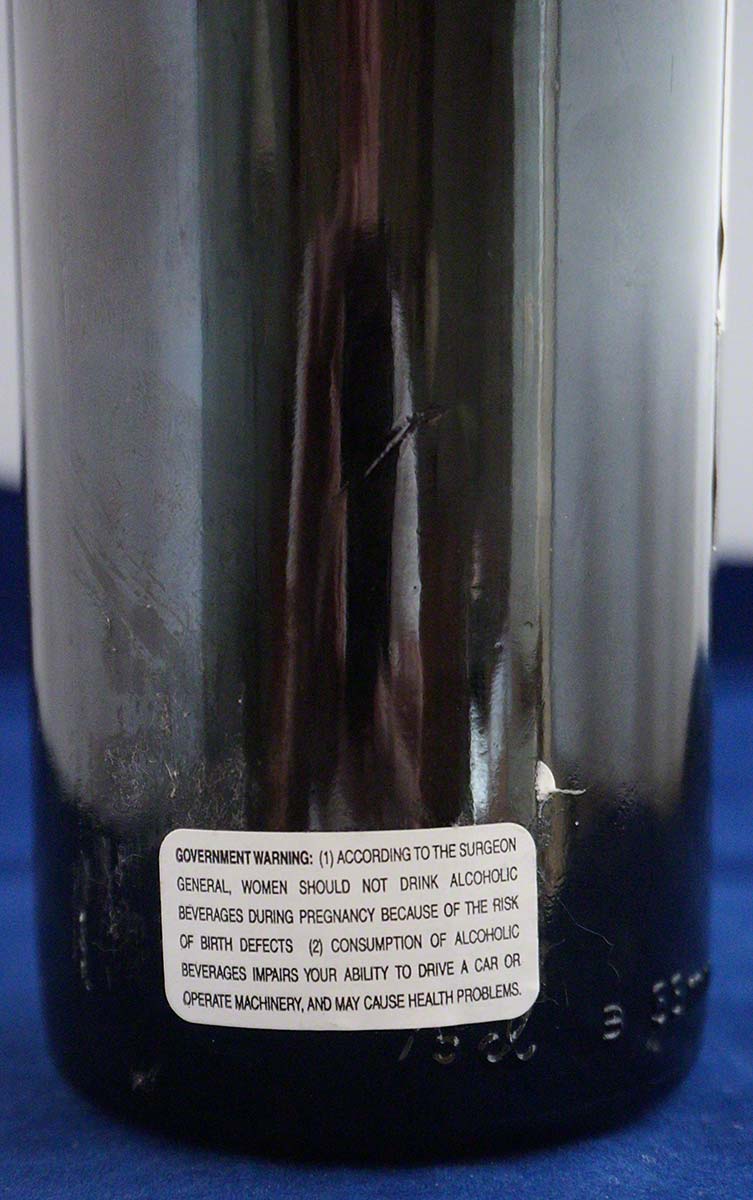 GOVERNMENT WARNING: (1) ACCORDING TO THE SURGEON
GENERAL, WOMEN SHOULD NOT DRINK ALCOHOLIC
BEVERAGES DURING PREGNANCY BECAUSE OF THE RISK
OF BIRTH DEFECTS (2) CONSUMPTION OF ALCOHOLIC
BEVERAGES IMPAIRS YOUR ABILITY TO DRIVE A CAR OR
OPERATE MACHINERY, AND MAY CAUSE HEALTH PROBLEMS.